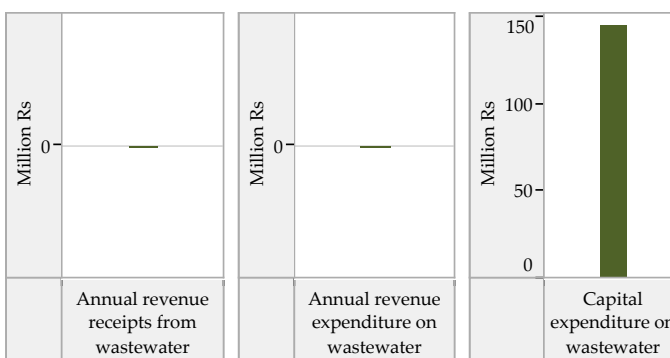 Million Rs
0
Annual revenue
receipts from
wastewater
Million Rs
0
Annual revenue
expenditure on
wastewater
Million Rs
150
100
50
0
Capital
expenditure on
wastewater